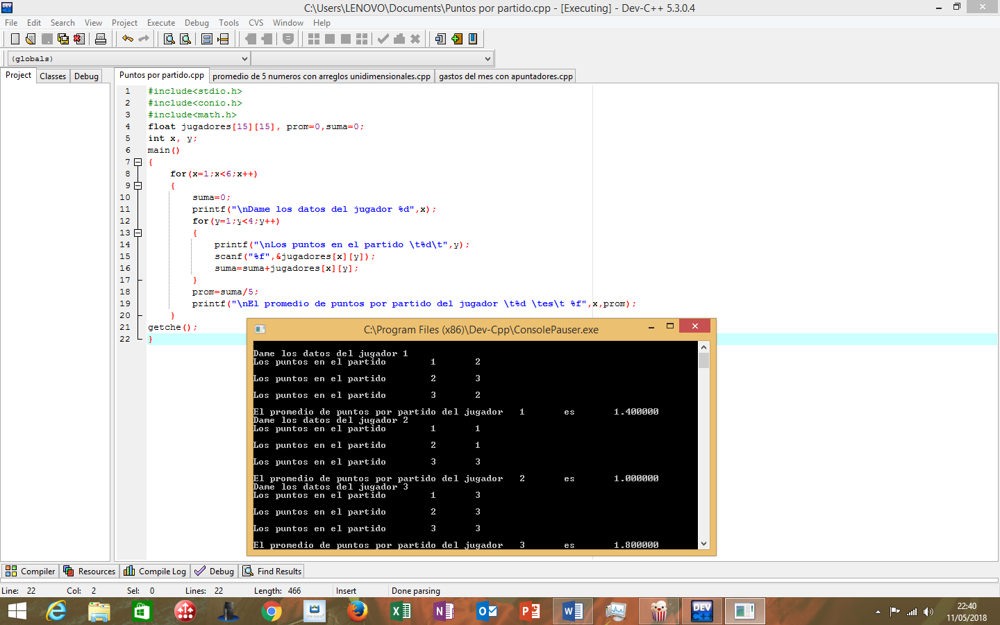 C:\Users\LENOVO\Documents\Puntos por partido.cpp - [Executing] - Dev-C++ 5.3.0.4
File Edit Search View Project Execute Debug Tools CVS Window Help
(globals)
Project Classes Debug
Puntos por partido.cpp promedio de 5 numeros con arreglos unidimensionales.cpp gastos del mes con apuntadores.cpp
1 #include<stdio.h>
2 #include<conio.h>
3 #include<math.h>
4 float jugadores[15][15], prom=0,suma=0;
5 int x, y;
6 main()
7 {
8 for(x=1;x<6;x++)
9 {
10 suma=0;
11 printf("\nDame los datos del jugador %d",x);
12 for(y=1;y<4;y++)
13 {
14 printf("\nLos puntos en el partido \t%d\t",y);
15 scanf("%f",&jugadores[x][y]);
16 suma=suma+jugadores[x][y];
17 }
18 prom=suma/5;
19 printf("\nEl promedio de puntos por partido del jugador \t%d \tes\t %f",x,prom);
20 }
21 getche();
22 }
C:\Program Files (x86)\Dev-Cpp\ConsolePauser.exe
Dame los datos del jugador 1
Los puntos en el partido 1 2
Los puntos en el partido 2 3
Los puntos en el partido 3 2
El promedio de puntos por partido del jugador 1 es 1.400000
Dame los datos del jugador 2
Los puntos en el partido 1 1
Los puntos en el partido 2 1
Los puntos en el partido 3 3
El promedio de puntos por partido del jugador 2 es 1.000000
Dame los datos del jugador 3
Los puntos en el partido 1 3
Los puntos en el partido 2 3
Los puntos en el partido 3 3
El promedio de puntos por partido del jugador 3 es 1.800000
Compiler Resources Compile Log Debug Find Results
Line: 22 Col: 2 Sel: 0 Lines: 22 Length: 466 Insert Done parsing
DEV C++
22:40
11/05/2018